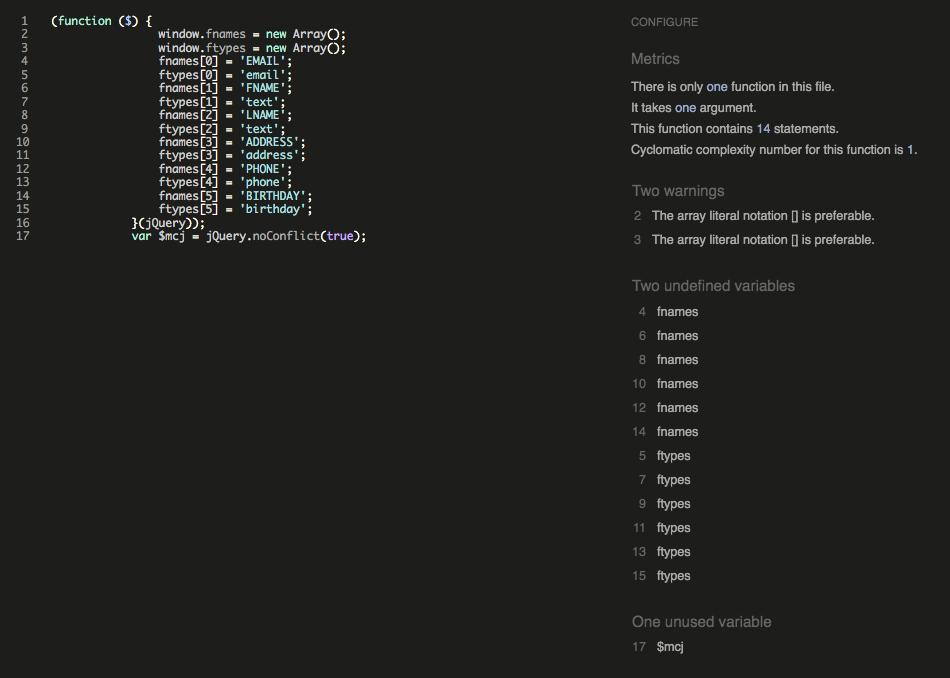 1 (function ($) {
2 window.fnames = new Array();
3 window.ftypes = new Array();
4 fnames[0] = 'EMAIL';
5 ftypes[0] = 'email';
6 fnames[1] = 'FNAME';
7 ftypes[1] = 'text';
8 fnames[2] = 'LNAME';
9 ftypes[2] = 'text';
10 fnames[3] = 'ADDRESS';
11 ftypes[3] = 'address';
12 fnames[4] = 'PHONE';
13 ftypes[4] = 'phone';
14 fnames[5] = 'BIRTHDAY';
15 ftypes[5] = 'birthday';
16 }(jQuery));
17 var $mcj = jQuery.noConflict(true);
CONFIGURE
Metrics
There is only one function in this file.
It takes one argument.
This function contains 14 statements.
Cyclomatic complexity number for this function is 1.
Two warnings
2 The array literal notation [] is preferable.
3 The array literal notation [] is preferable.
Two undefined variables
4 fnames
6 fnames
8 fnames
10 fnames
12 fnames
14 fnames
5 ftypes
7 ftypes
9 ftypes
11 ftypes
13 ftypes
15 ftypes
One unused variable
17 $mcj